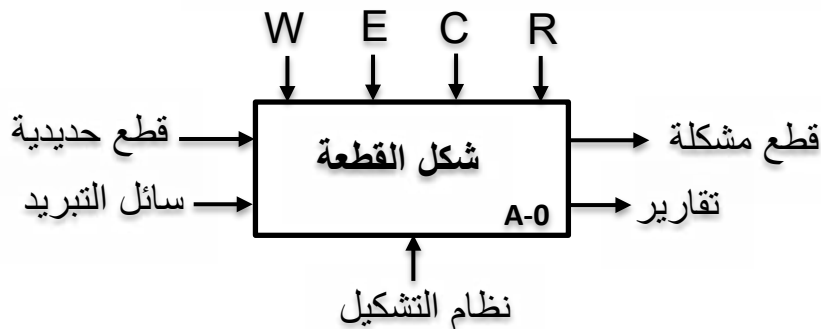 W E C R
قطع حديدية
شكل القطعة
قطع مشكلة
سائل التبريد
A-0
تقارير
نظام التشكيل